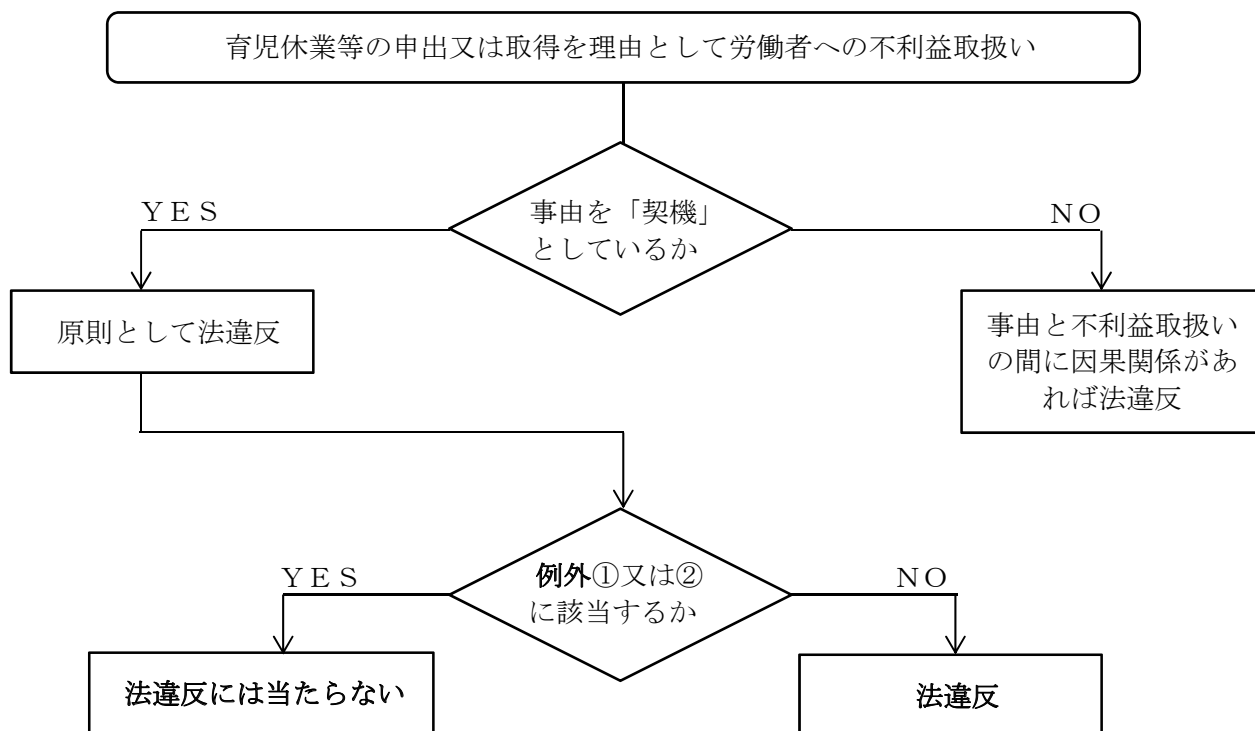 育児休業等の申出又は取得を理由として労働者への不利益取扱い
事由を「契機」
としているか
ＹＥＳ
ＮＯ
原則として法違反
事由と不利益取扱い
の間に因果関係があ
れば法違反
例外①又は②
に該当するか
ＹＥＳ
ＮＯ
法違反には当たらない
法違反